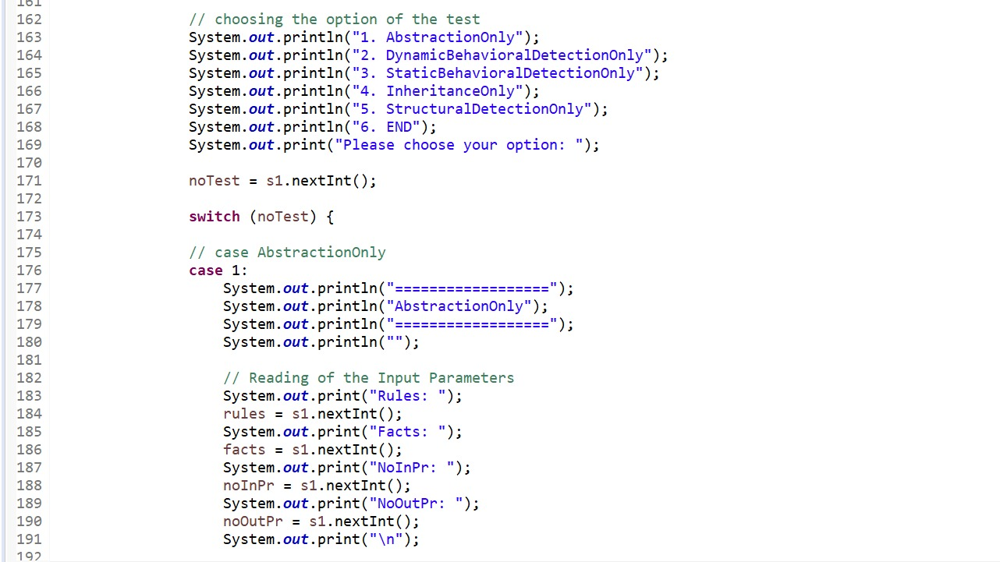 161
162 // choosing the option of the test
163 System.out.println("1. AbstractionOnly");
164 System.out.println("2. DynamicBehavioralDetectionOnly");
165 System.out.println("3. StaticBehavioralDetectionOnly");
166 System.out.println("4. InheritanceOnly");
167 System.out.println("5. StructuralDetectionOnly");
168 System.out.println("6. END");
169 System.out.print("Please choose your option: ");
170
171 noTest = s1.nextInt();
172
173 switch (noTest) {
174
175 // case AbstractionOnly
176 case 1:
177 System.out.println("==================");
178 System.out.println("AbstractionOnly");
179 System.out.println("==================");
180 System.out.println("");
181
182 // Reading of the Input Parameters
183 System.out.print("Rules: ");
184 rules = s1.nextInt();
185 System.out.print("Facts: ");
186 facts = s1.nextInt();
187 System.out.print("NoInPr: ");
188 noInPr = s1.nextInt();
189 System.out.print("NoOutPr: ");
190 noOutPr = s1.nextInt();
191 System.out.print("\n");
192